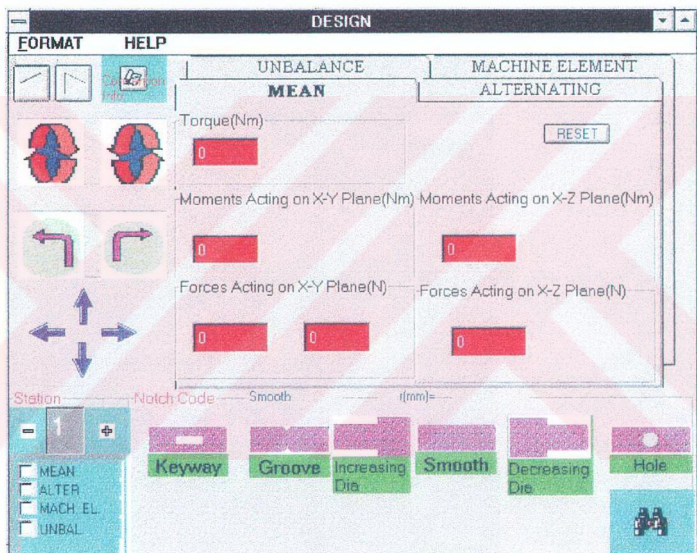 DESIGN
FORMAT HELP
Comparison
Info
UNBALANCE MACHINE ELEMENT
MEAN ALTERNATING
Torque(Nm)
0
RESET
Moments Acting on X-Y Plane(Nm) Moments Acting on X-Z Plane(Nm)
0 0
Forces Acting on X-Y Plane(N) Forces Acting on X-Z Plane(N)
0 0 0
Station Notch Code Smooth r(mm)=
- 1 +
Keyway Groove Increasing Dia Smooth Decreasing Dia Hole
MEAN
ALTER
MACH. EL.
UNBAL.